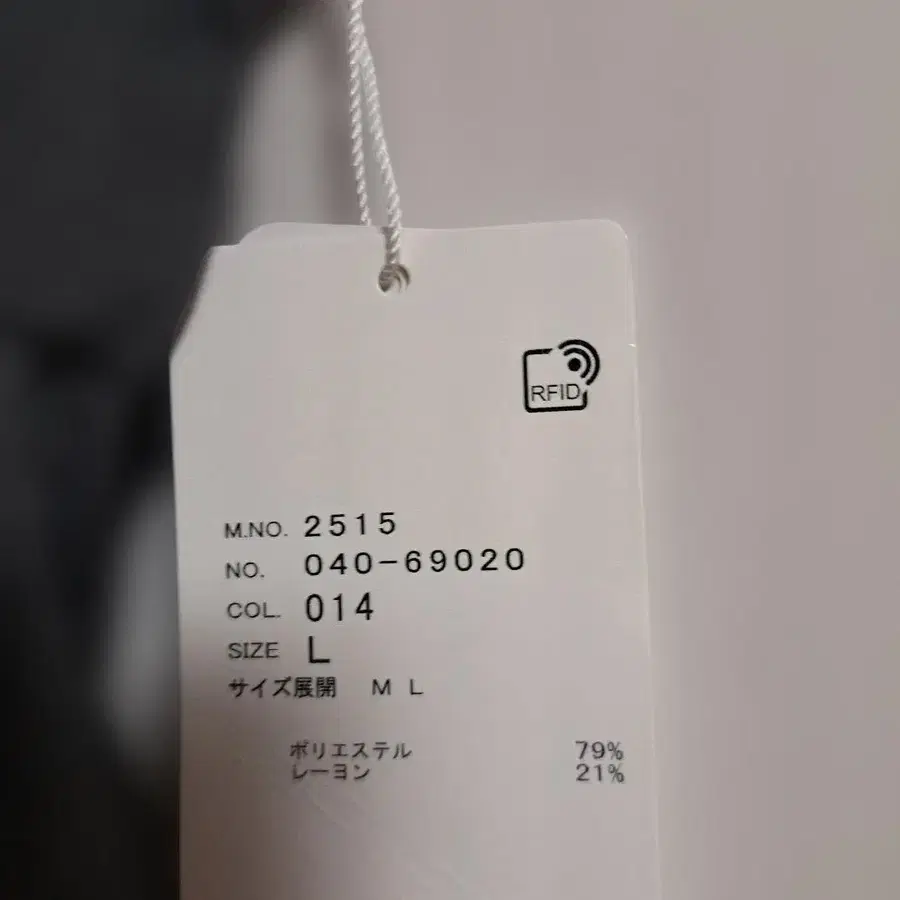 RFID
M.NO. 2515
NO. 040-69020
COL. 014
SIZE L
サイズ展開 M L
ポリエステル 79%
レーヨン 21%